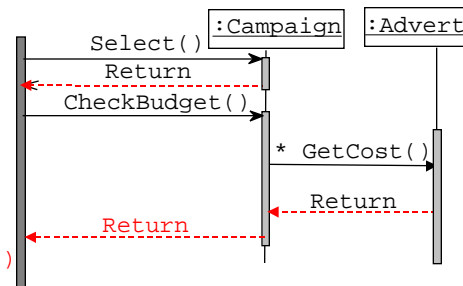 :Campaign
:Advert
Select()
Return
CheckBudget()
* GetCost()
Return
Return
)